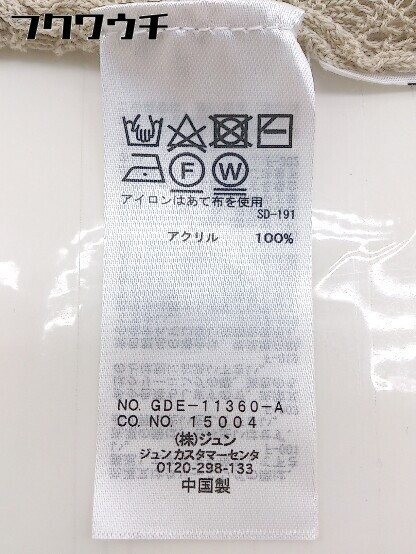 フクワウチ
F W
アイロンはあて布を使用
SD-191
アクリル 100%
NO. GDE-11360-A
CO. NO. 15004
(株)ジュン
ジュンカスタマーセンタ
0120-298-133
中国製